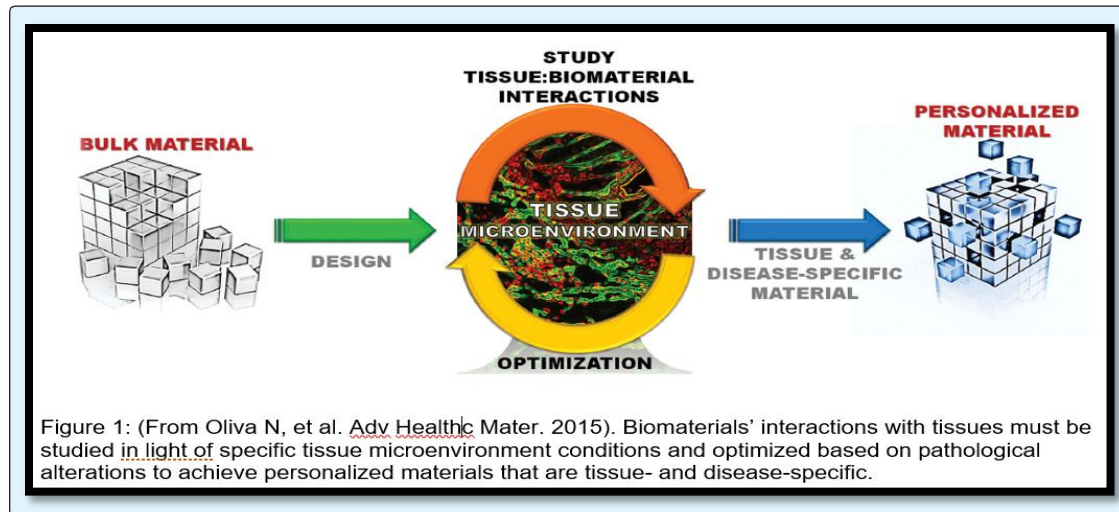 STUDY
TISSUE:BIOMATERIAL
INTERACTIONS
BULK MATERIAL
PERSONALIZED
MATERIAL
TISSUE
MICROENVIRONMENT
DESIGN
TISSUE &
DISEASE-SPECIFIC
MATERIAL
OPTIMIZATION
Figure 1: (From Oliva N, et al. Adv Healthc Mater. 2015). Biomaterials’ interactions with tissues must be
studied in light of specific tissue microenvironment conditions and optimized based on pathological
alterations to achieve personalized materials that are tissue- and disease-specific.